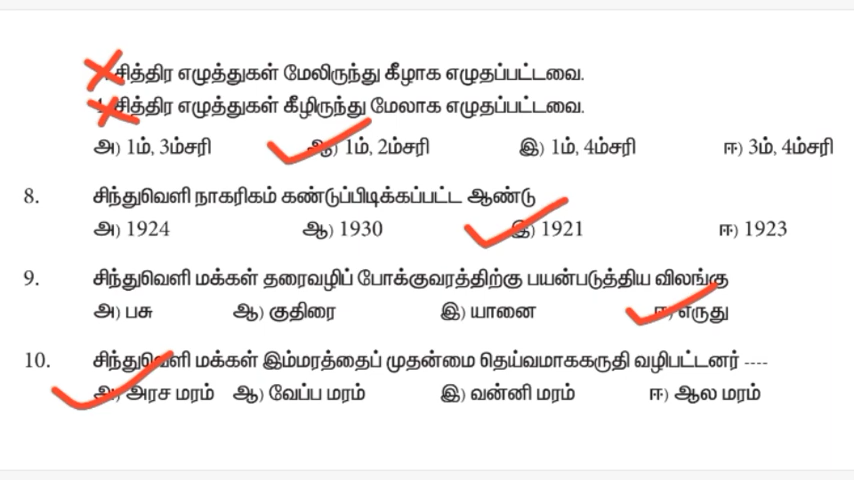 சித்திர எழுத்துகள் மேலிருந்து கீழாக எழுதப்பட்டவை.
சித்திர எழுத்துகள் கீழிருந்து மேலாக எழுதப்பட்டவை.
அ) 1ம், 3ம்சரி ஆ) 1ம், 2ம்சரி இ) 1ம், 4ம்சரி ஈ) 3ம், 4ம்சரி
8. சிந்துவெளி நாகரிகம் கண்டுப்பிடிக்கப்பட்ட ஆண்டு
அ) 1924 ஆ) 1930 இ) 1921 ஈ) 1923
9. சிந்துவெளி மக்கள் தரைவழிப் போக்குவரத்திற்கு பயன்படுத்திய விலங்கு
அ) பசு ஆ) குதிரை இ) யானை ஈ) எருது
10. சிந்துவெளி மக்கள் இம்மரத்தைப் முதன்மை தெய்வமாககருதி வழிபட்டனர் ----
அ) அரச மரம் ஆ) வேப்ப மரம் இ) வன்னி மரம் ஈ) ஆல மரம்